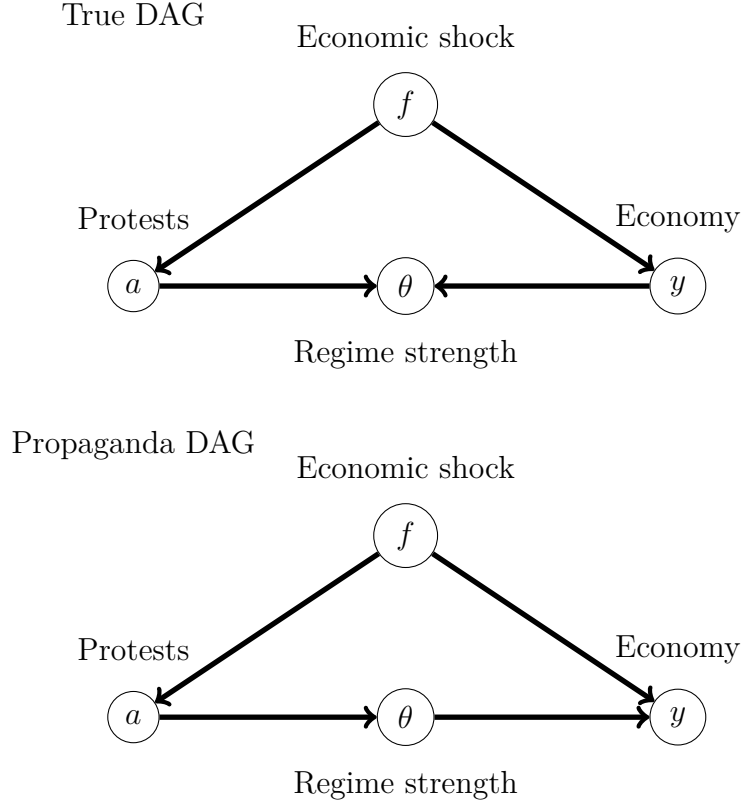 True DAG
Economic shock
f
Protests
Economy
a
θ
y
Regime strength
Propaganda DAG
Economic shock
f
Protests
Economy
a
θ
y
Regime strength